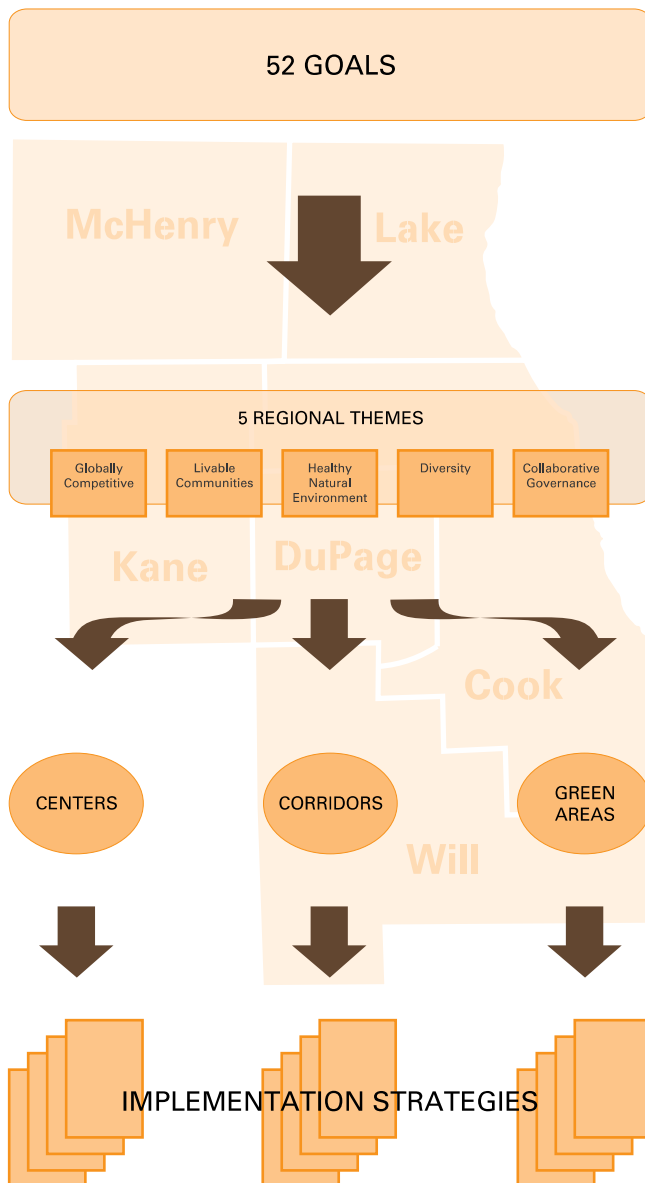 52 GOALS
McHenry
Lake
5 REGIONAL THEMES
Globally
Competitive
Livable
Communities
Healthy
Natural
Environment
Diversity
Collaborative
Governance
Kane
DuPage
Cook
CENTERS
CORRIDORS
GREEN
AREAS
Will
IMPLEMENTATION STRATEGIES